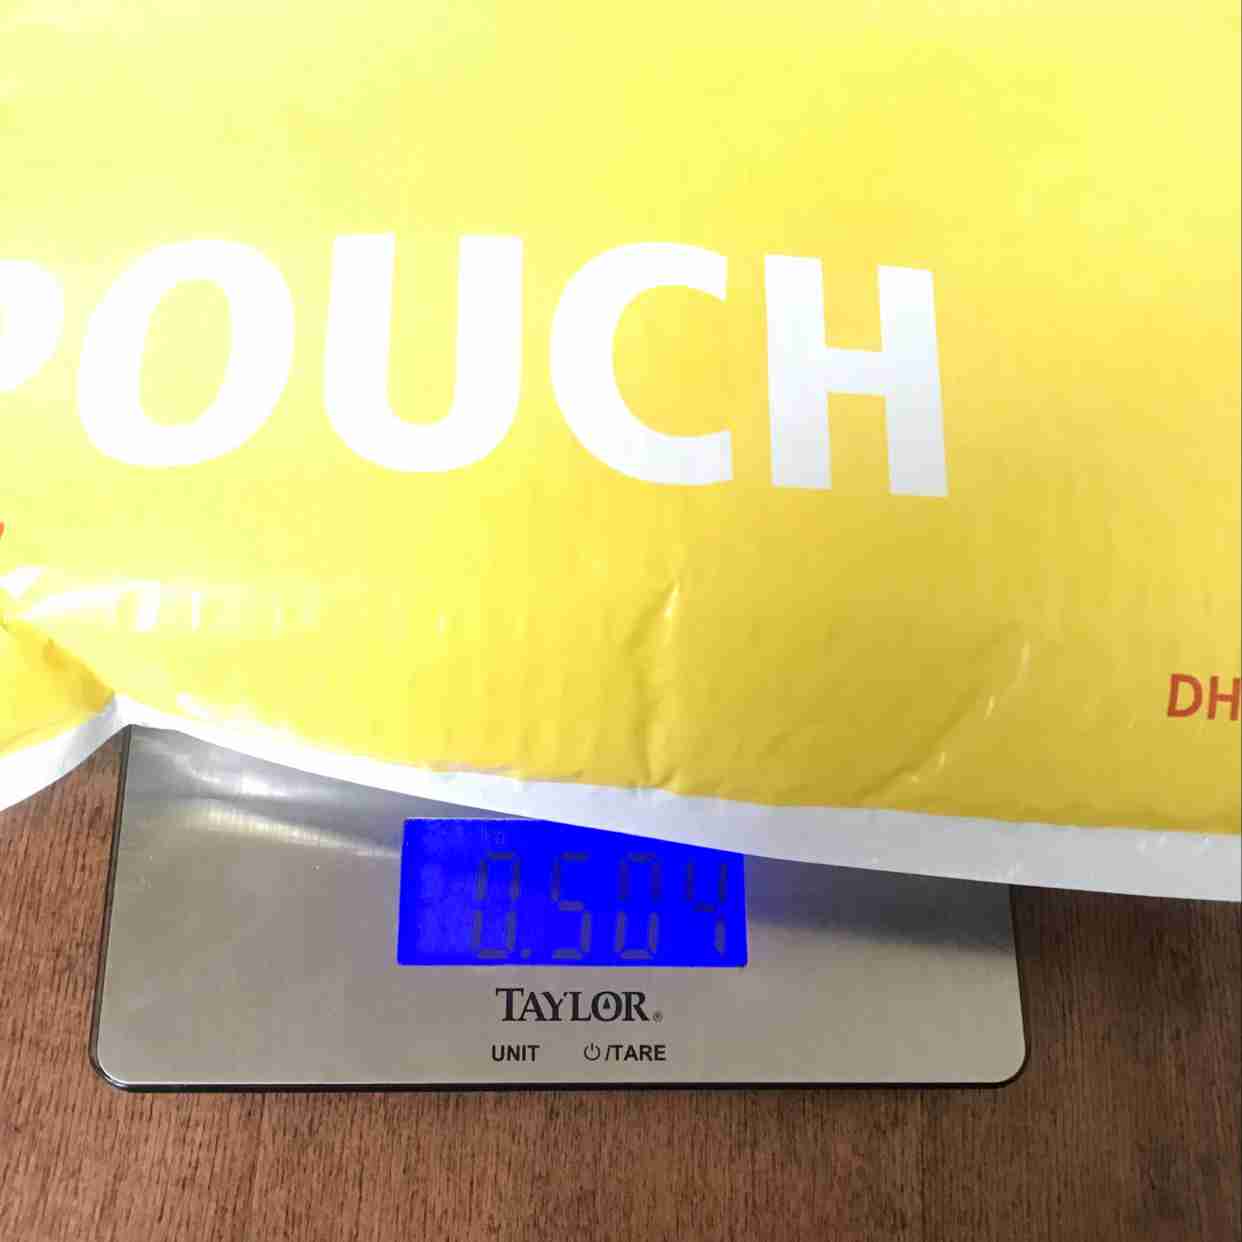 POUCH
DH
0.504
TAYLOR®
UNIT ⏻/TARE